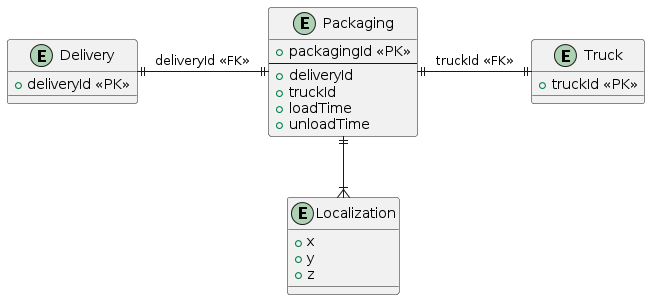 E Delivery
deliveryId «PK»
deliveryId «FK»
E Packaging
packagingId «PK»
deliveryId
truckId
loadTime
unloadTime
truckId «FK»
E Truck
truckId «PK»
E Localization
x
y
z